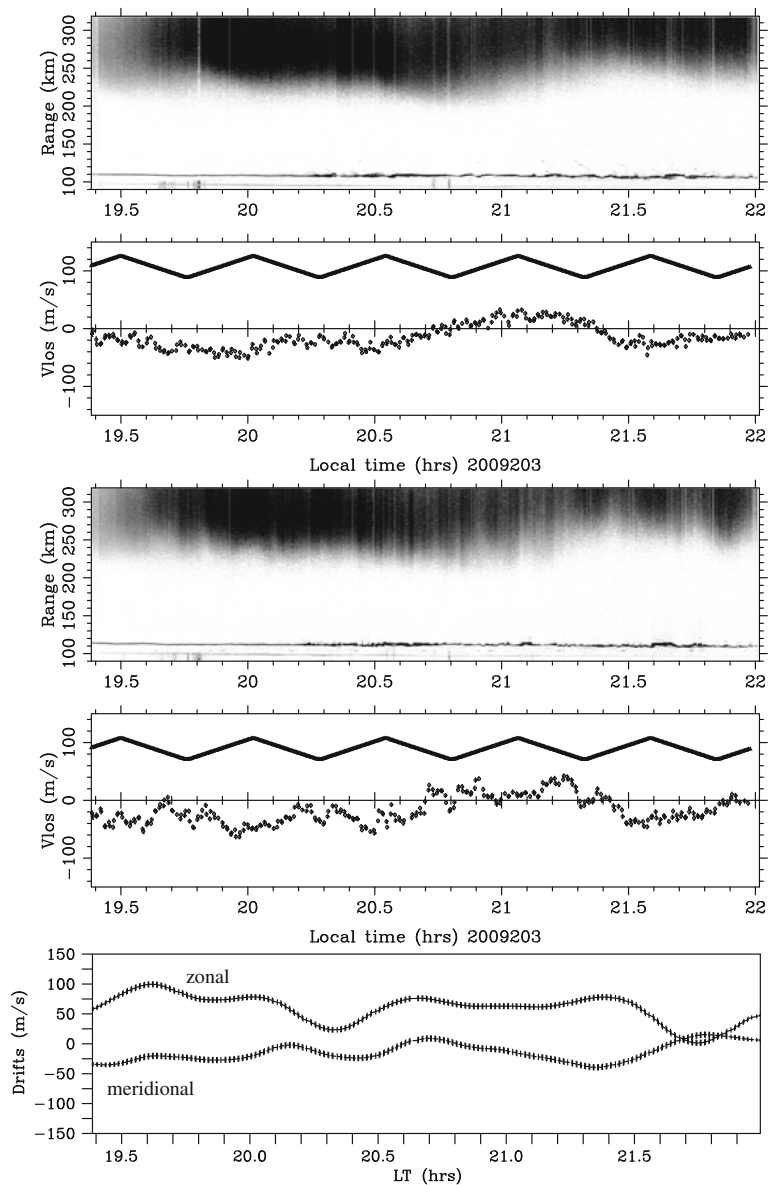 Range (km)
300
250
200
150
100
19.5 20 20.5 21 21.5 22
Vlos (m/s)
100
0
−100
19.5 20 20.5 21 21.5 22
Local time (hrs) 2009203
Range (km)
300
250
200
150
100
19.5 20 20.5 21 21.5 22
Vlos (m/s)
100
0
−100
19.5 20 20.5 21 21.5 22
Local time (hrs) 2009203
Drifts (m/s)
150
100
50
0
−50
−100
−150
zonal
meridional
19.5 20.0 20.5 21.0 21.5
LT (hrs)